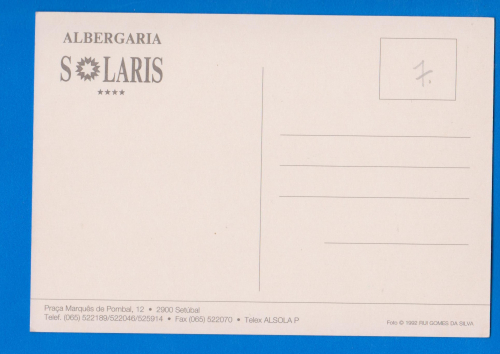 ALBERGARIA
SOLARIS
★★★★
7.
Praça Marquês de Pombal, 12 • 2900 Setúbal
Telef. (065) 522189/522046/525914 • Fax (065) 522070 • Telex ALSOLA P
Foto © 1992 RUI GOMES DA SILVA